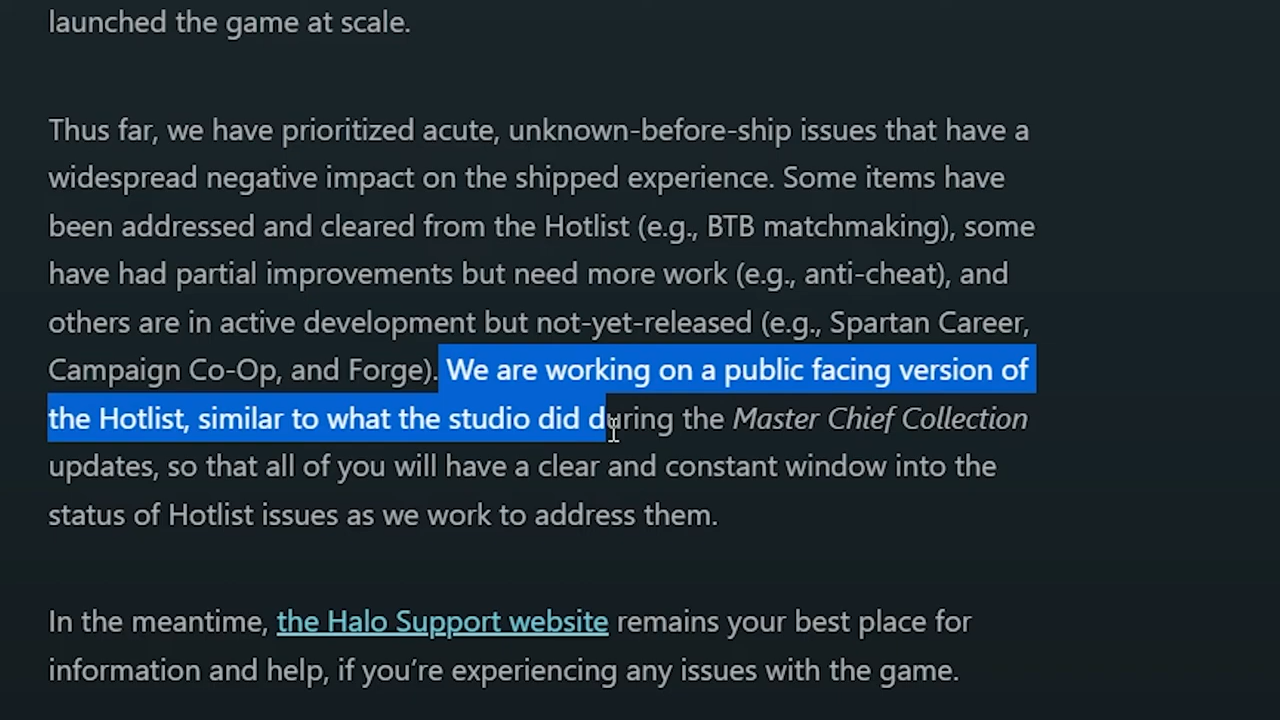 launched the game at scale.
Thus far, we have prioritized acute, unknown-before-ship issues that have a
widespread negative impact on the shipped experience. Some items have
been addressed and cleared from the Hotlist (e.g., BTB matchmaking), some
have had partial improvements but need more work (e.g., anti-cheat), and
others are in active development but not-yet-released (e.g., Spartan Career,
Campaign Co-Op, and Forge). We are working on a public facing version of
the Hotlist, similar to what the studio did during the Master Chief Collection
updates, so that all of you will have a clear and constant window into the
status of Hotlist issues as we work to address them.
In the meantime, the Halo Support website remains your best place for
information and help, if you’re experiencing any issues with the game.